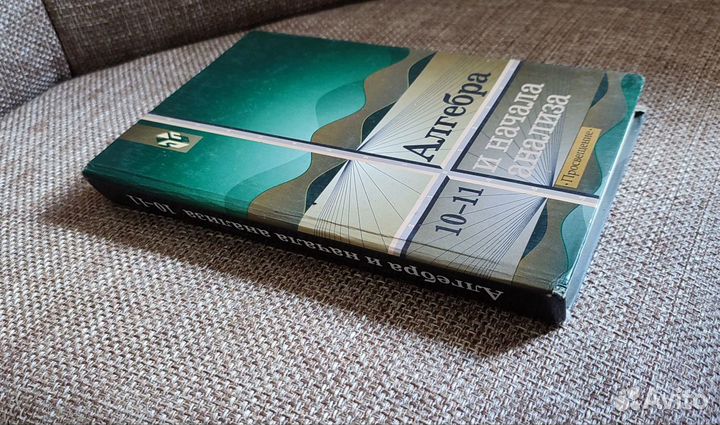 Алгебра
и начала
анализа
10–11
·Просвещение·
Алгебра и начала анализа 10–11
Avito